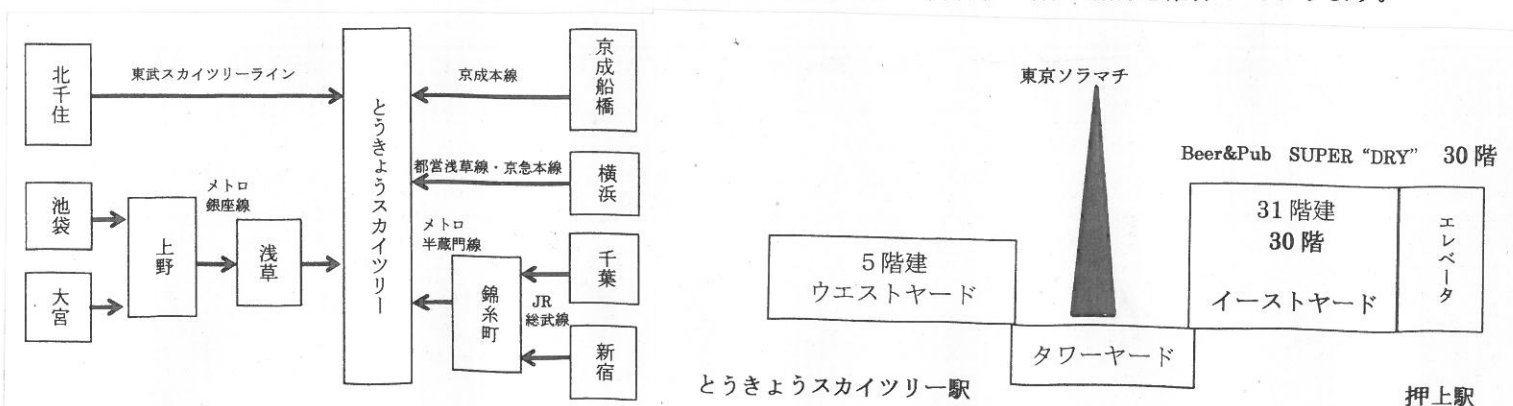 北千住
東武スカイツリーライン
池袋
大宮
上野
メトロ
銀座線
浅草
とうきょうスカイツリー
京成本線
京成船橋
都営浅草線・京急本線
横浜
メトロ
半蔵門線
錦糸町
千葉
JR
総武線
新宿
東京ソラマチ
Beer&Pub SUPER “DRY” 30階
5階建
ウエストヤード
31階建
30階
イーストヤード
エレベータ
タワーヤード
とうきょうスカイツリー駅
押上駅